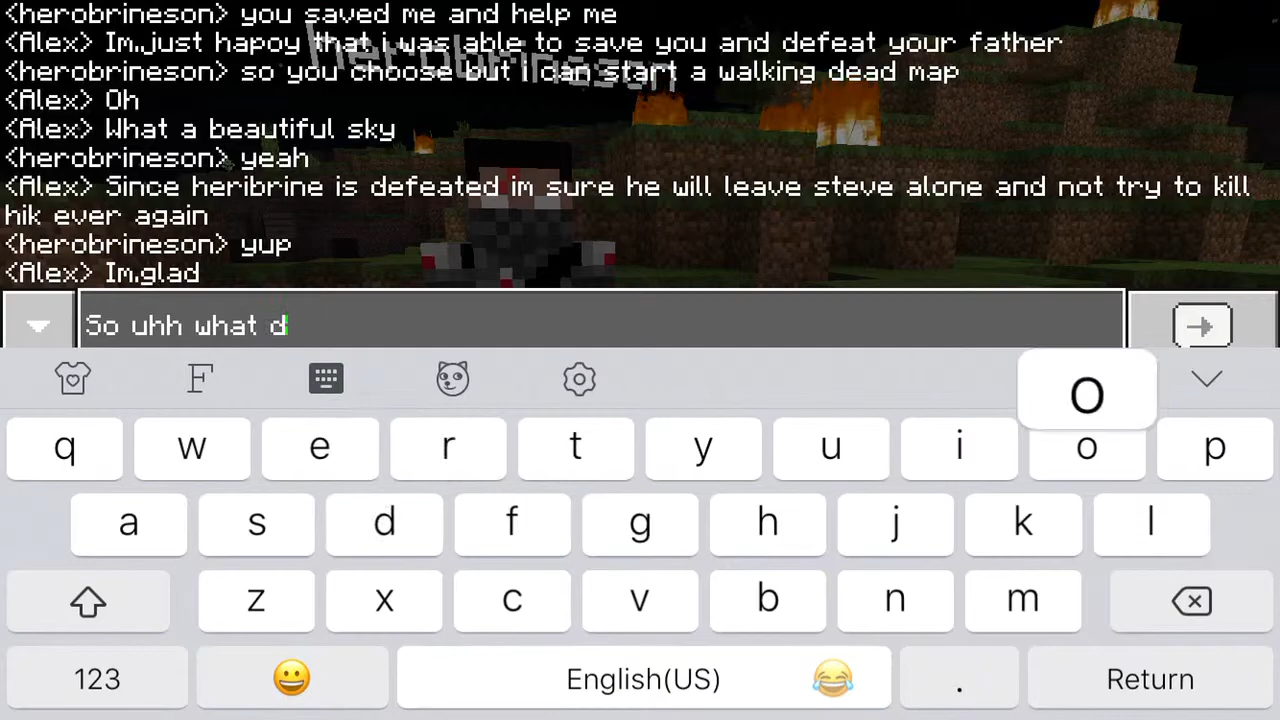 <herobrineson> you saved me and help me
<Alex> Im.just hapoy that i was able to save you and defeat your father
herobrineson
<herobrineson> so you choose but i can start a walking dead map
<Alex> Oh
<Alex> What a beautiful sky
<herobrineson> yeah
<Alex> Since heribrine is defeated im sure he will leave steve alone and not try to kill
hik ever again
<herobrineson> yup
<Alex> Im.glad
So uhh what d
F
O
q w e r t y u i o p
a s d f g h j k l
z x c v b n m
123 English(US) . Return